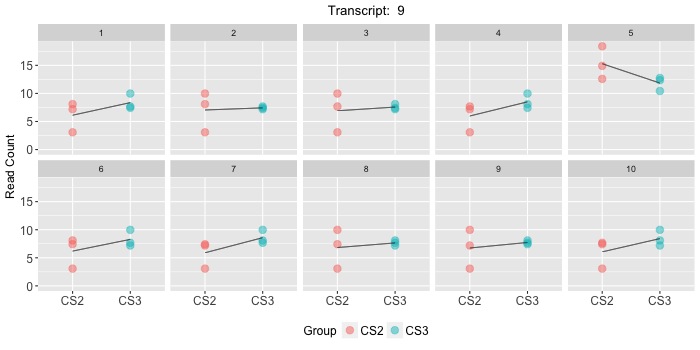 Transcript: 9
1 2 3 4 5
15
10
5
0
Read Count
6 7 8 9 10
15
10
5
0
CS2 CS3 CS2 CS3 CS2 CS3 CS2 CS3 CS2 CS3
Group CS2 CS3